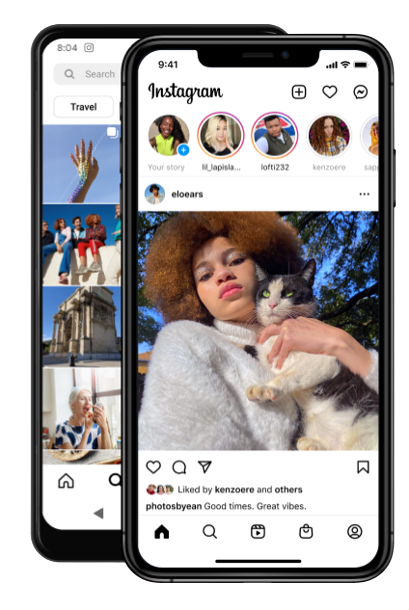 8:04
Search
Travel
9:41
Instagram
Your story
lil_lapisla...
lofti232
kenzoere
sap
eloears
Liked by kenzoere and others
photosbyean Good times. Great vibes.